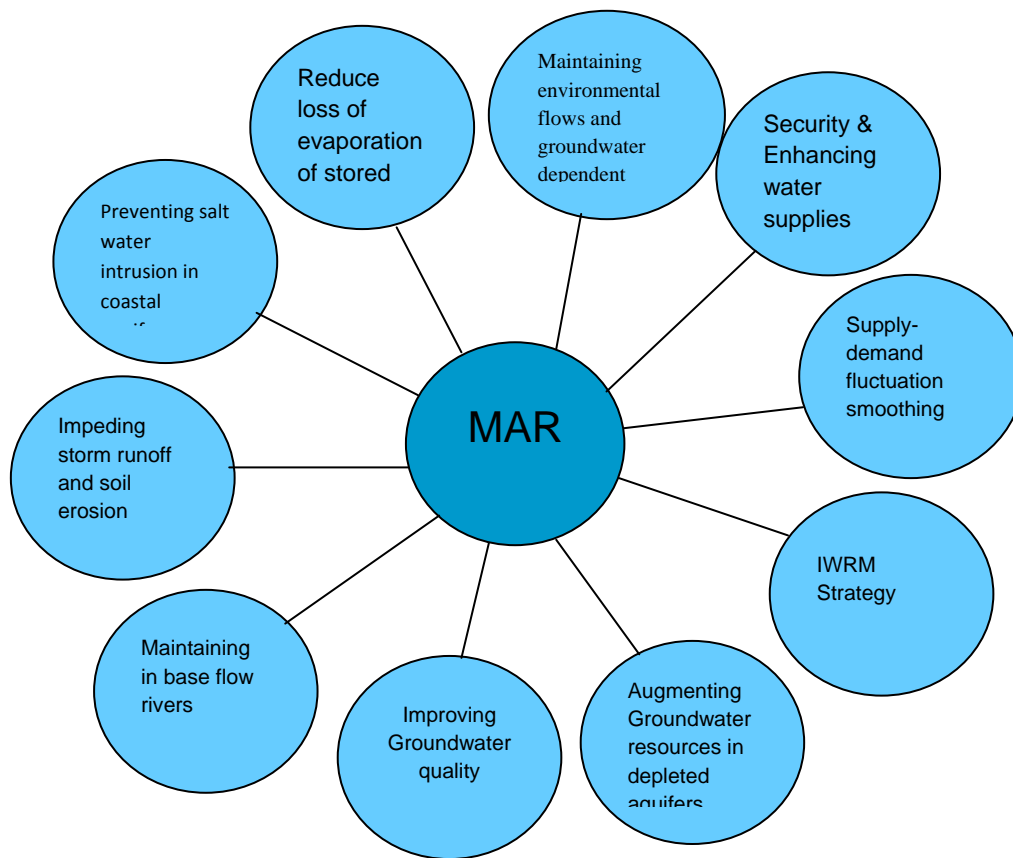 Reduce
loss of
evaporation
of stored
Maintaining
environmental
flows and
groundwater
dependent
Security &
Enhancing
water
supplies
Supply-
demand
fluctuation
smoothing
IWRM
Strategy
Augmenting
Groundwater
resources in
depleted
aquifers
Improving
Groundwater
quality
Maintaining
in base flow
rivers
Impeding
storm runoff
and soil
erosion
Preventing salt
water
intrusion in
coastal
MAR